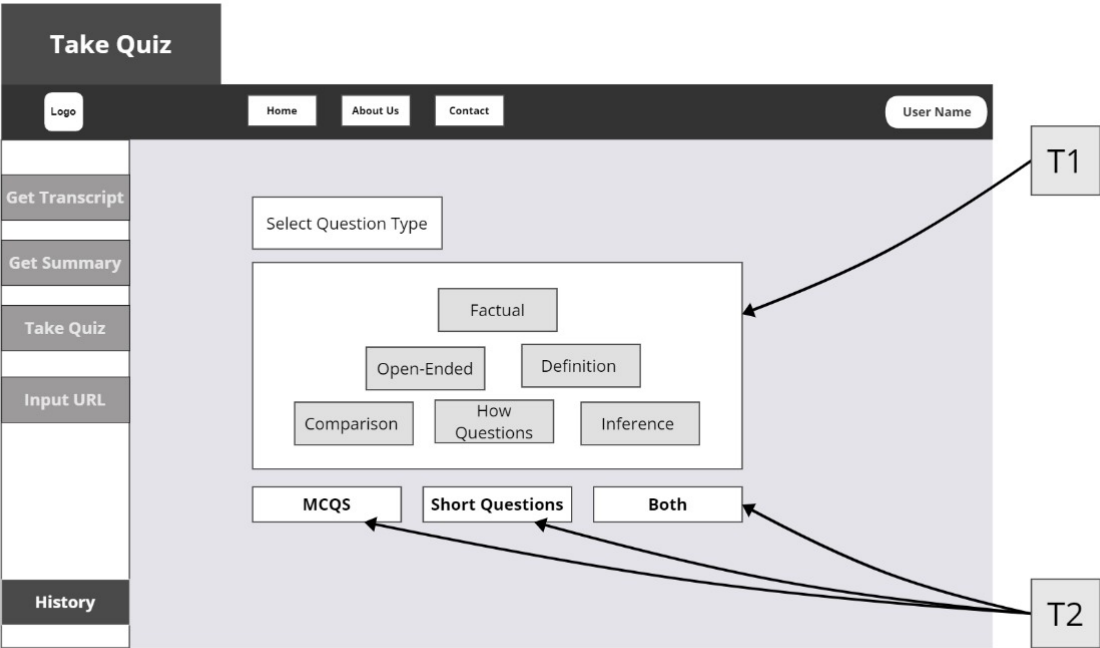 Take Quiz
Logo
Home
About Us
Contact
User Name
T1
Get Transcript
Get Summary
Take Quiz
Input URL
History
Select Question Type
Factual
Open-Ended
Definition
Comparison
How
Questions
Inference
MCQS
Short Questions
Both
T2